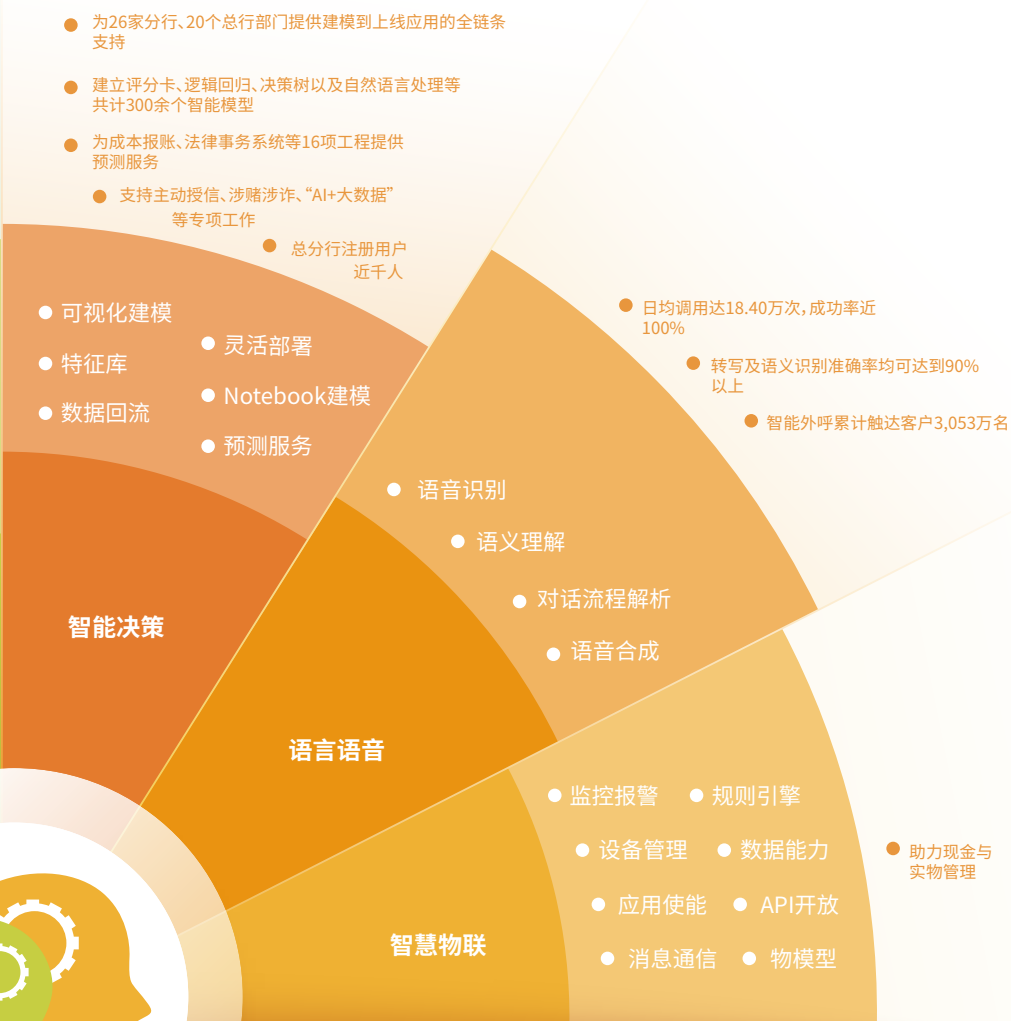 为26家分行、20个总行部门提供建模到上线应用的全链条
支持
建立评分卡、逻辑回归、决策树以及自然语言处理等
共计300余个智能模型
为成本报账、法律事务系统等16项工程提供
预测服务
支持主动授信、涉赌涉诈、“AI+大数据”
等专项工作
总分行注册用户
近千人
可视化建模
特征库
数据回流
灵活部署
Notebook建模
预测服务
智能决策
日均调用达18.40万次，成功率近
100%
转写及语义识别准确率均可达到90%
以上
智能外呼累计触达客户3,053万名
语音识别
语义理解
对话流程解析
语音合成
语言语音
监控报警
规则引擎
设备管理
数据能力
应用使能
API开放
消息通信
物模型
智慧物联
助力现金与
实物管理